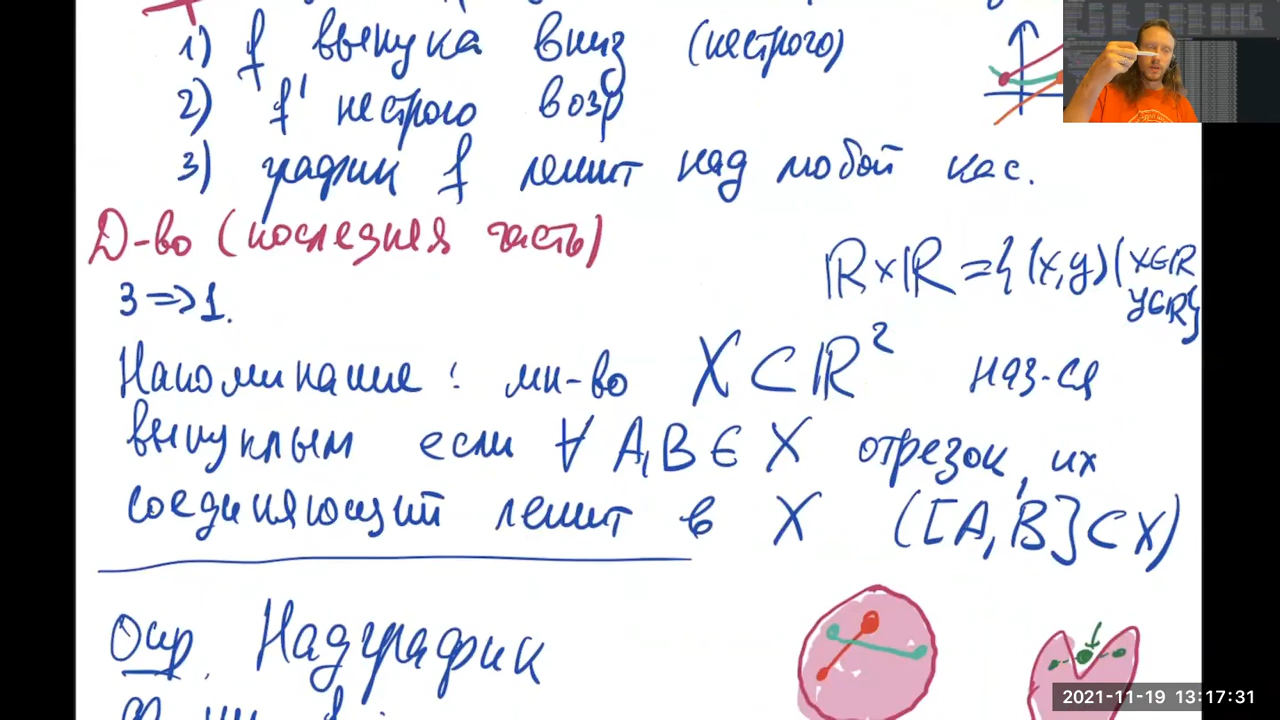 1) f выпукла вниз (нестрого)
2) f' нестрого возр
3) график f лежит над любой кас.
Д-во (последняя часть)
ℝ×ℝ={(x,y)|x∈ℝ
y∈ℝ}
3=>1.
Напоминание: мн-во X⊂ℝ² наз-ся
выпуклым если ∀ A,B∈X отрезок, их
соединяющий лежит в X ([A,B]⊂X)
Опр. Надграфик
2021-11-19 13:17:31